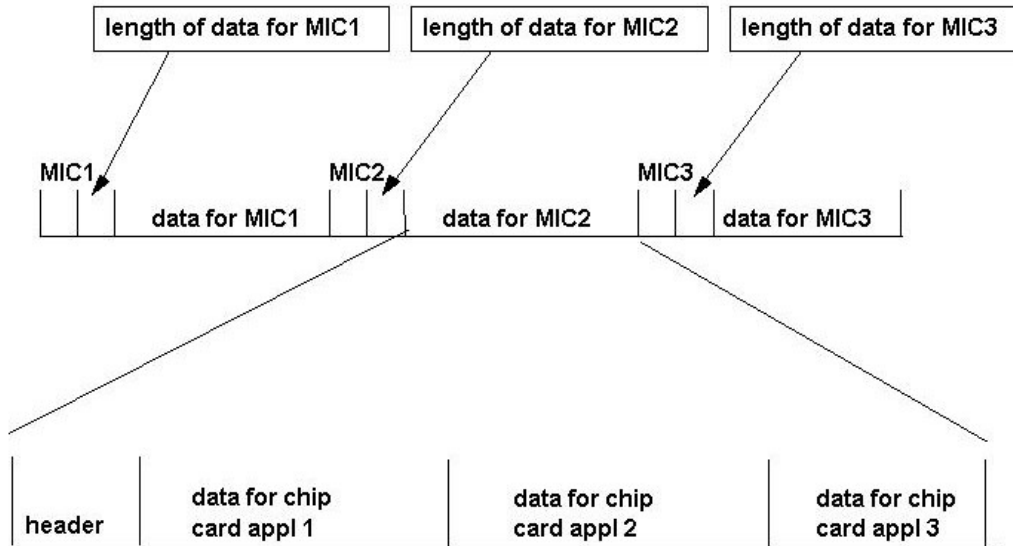 length of data for MIC1
length of data for MIC2
length of data for MIC3
MIC1
MIC2
MIC3
data for MIC1
data for MIC2
data for MIC3
header
data for chip
card appl 1
data for chip
card appl 2
data for chip
card appl 3